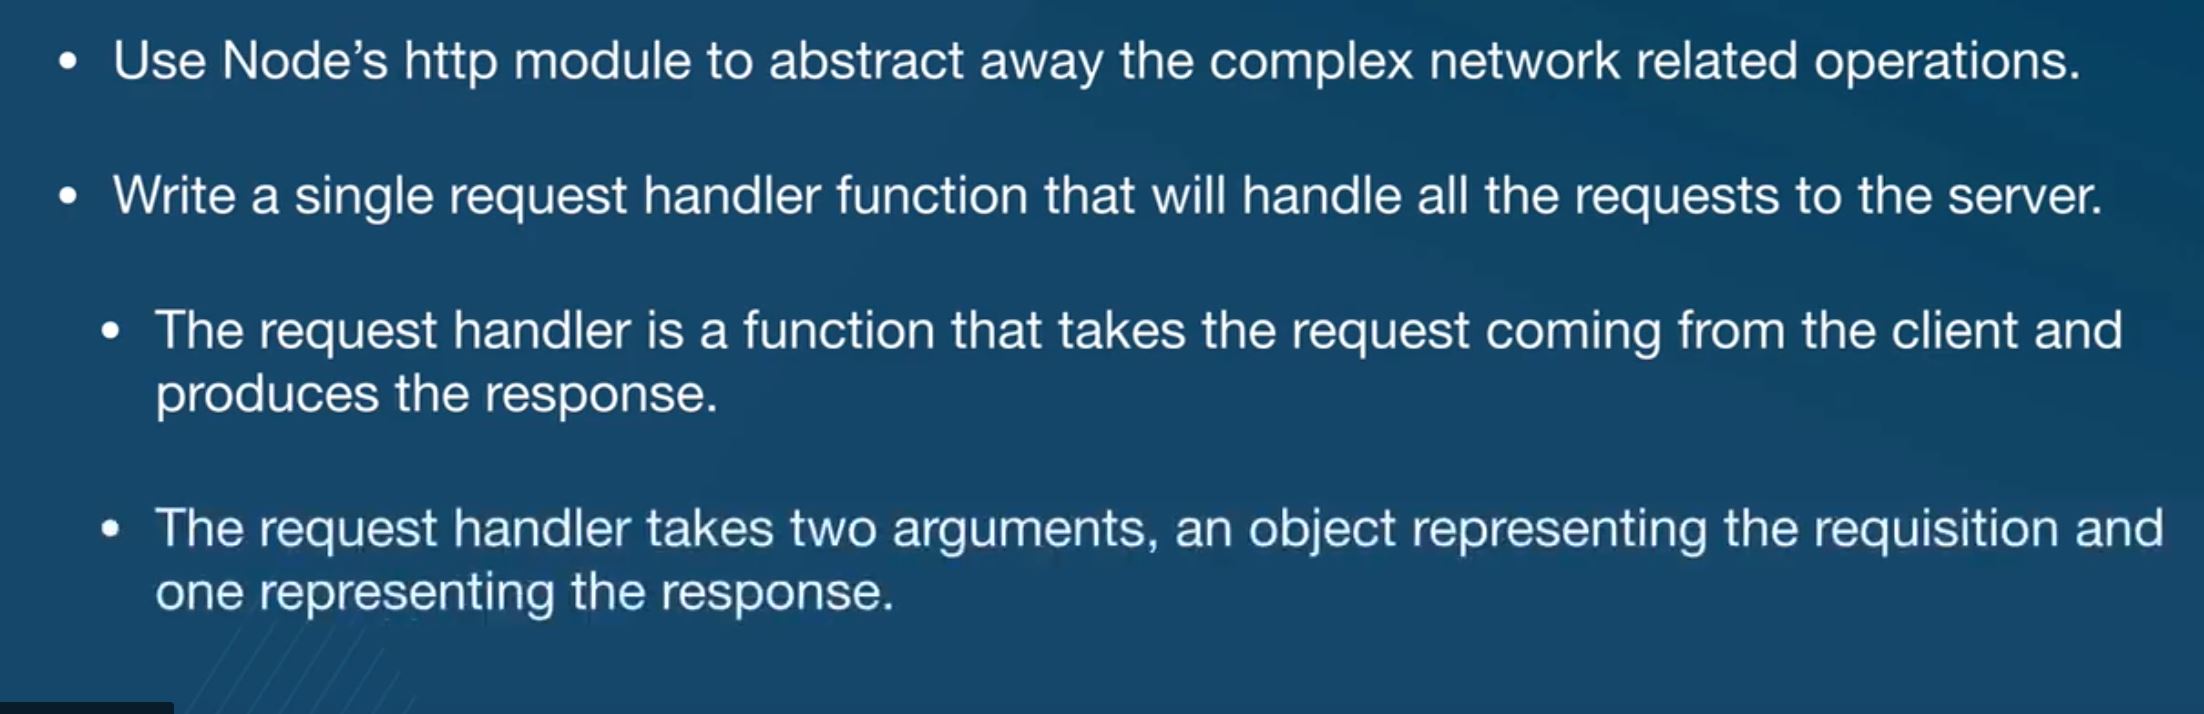 • Use Node’s http module to abstract away the complex network related operations.
• Write a single request handler function that will handle all the requests to the server.
• The request handler is a function that takes the request coming from the client and
produces the response.
• The request handler takes two arguments, an object representing the requisition and
one representing the response.